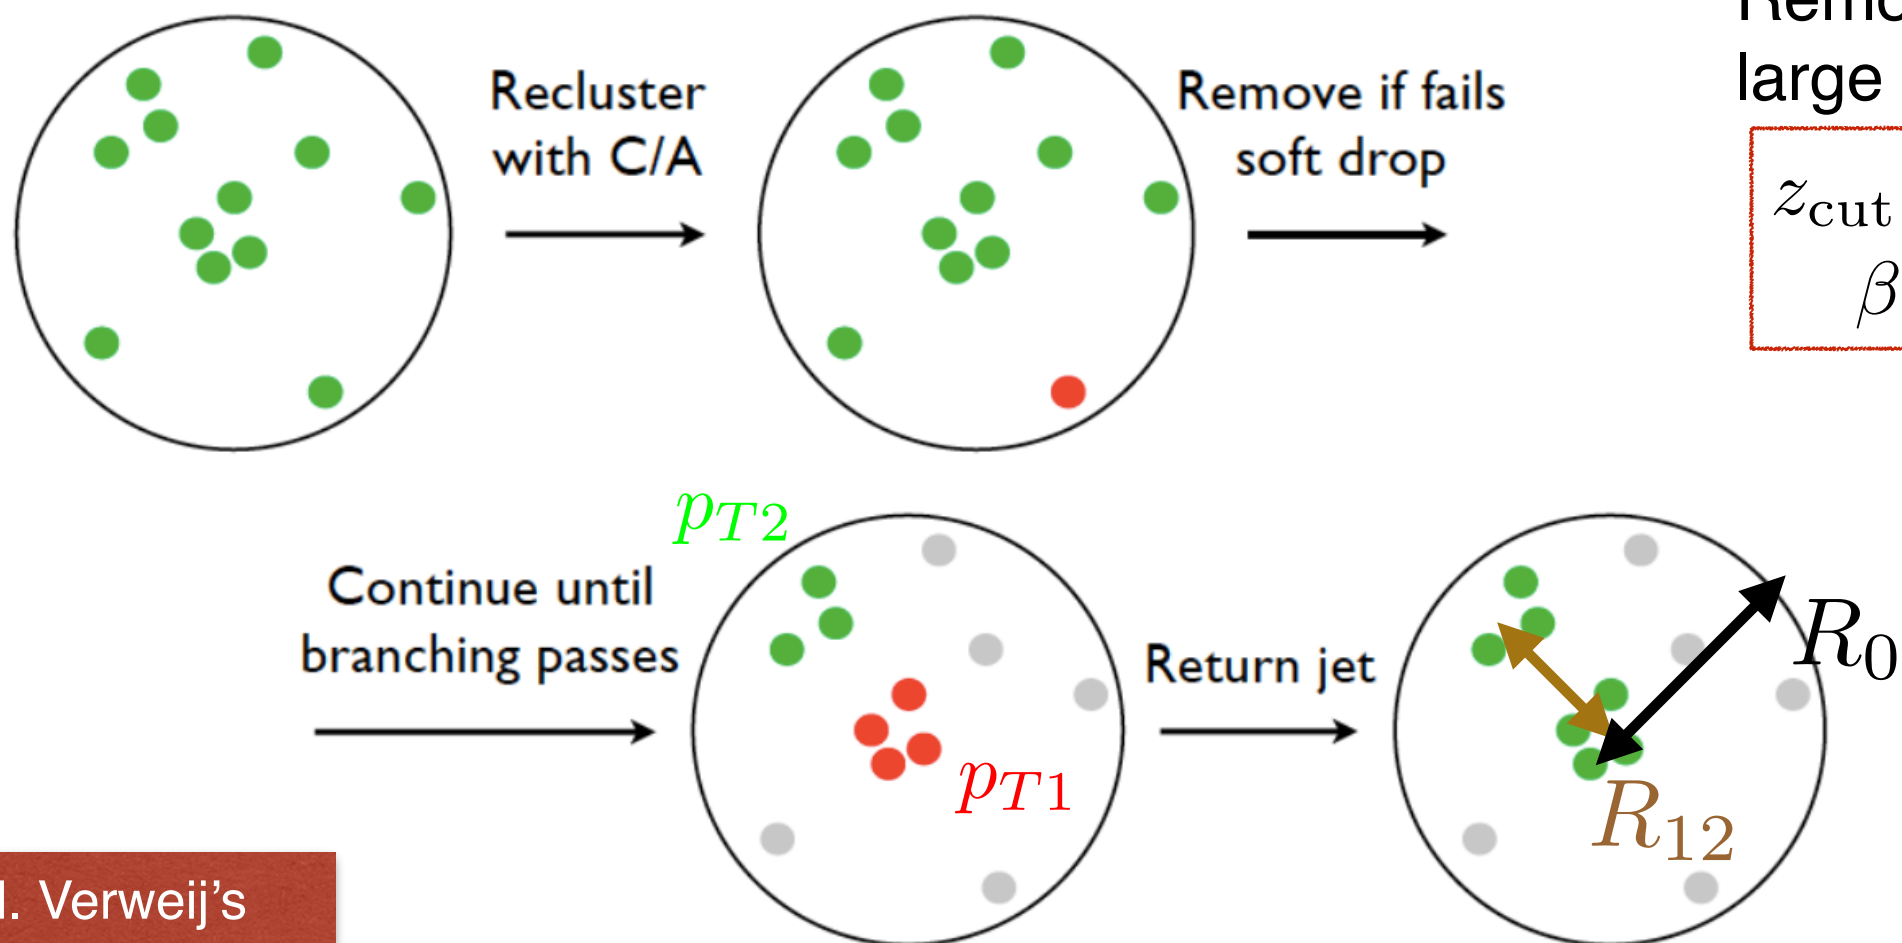 Recluster
with C/A
Remove if fails
soft drop
large
z_cut
β
p_T2
Continue until
branching passes
p_T1
Return jet
R_0
R_12
Verweij's